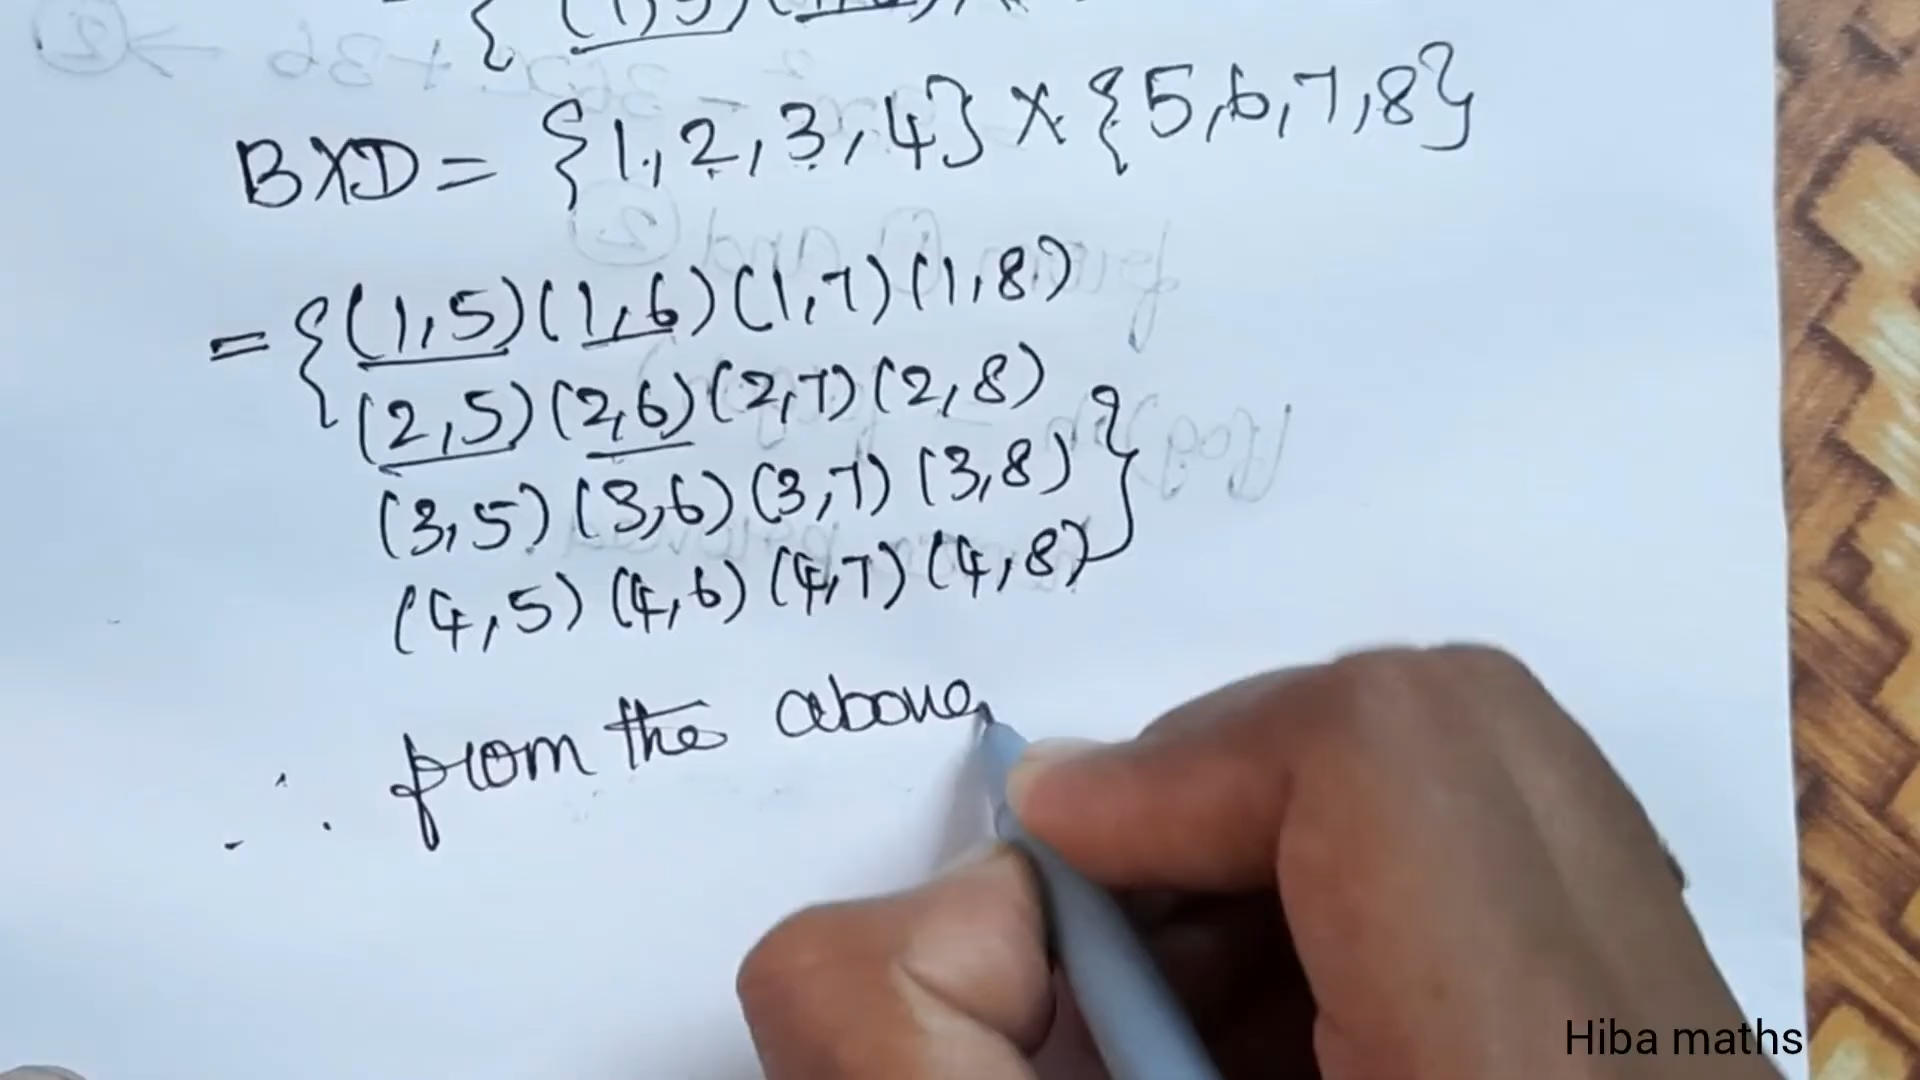 {(1,5)
B×D = {1,2,3,4} × {5,6,7,8}
= {(1,5)(1,6)(1,7)(1,8)
(2,5)(2,6)(2,7)(2,8)
(3,5)(3,6)(3,7)(3,8)
(4,5)(4,6)(4,7)(4,8)}
∴ from the above
Hiba maths